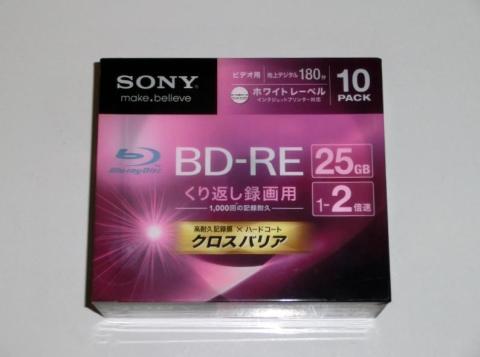 SONY
make.believe
ビデオ用 地上デジタル180分
ホワイトレーベル
インクジェットプリンター対応
10
PACK
Blu-ray Disc
BD-RE
25GB
くり返し録画用
1,000回の記録耐久
1-2倍速
高耐久記録膜×ハードコート
クロスバリア